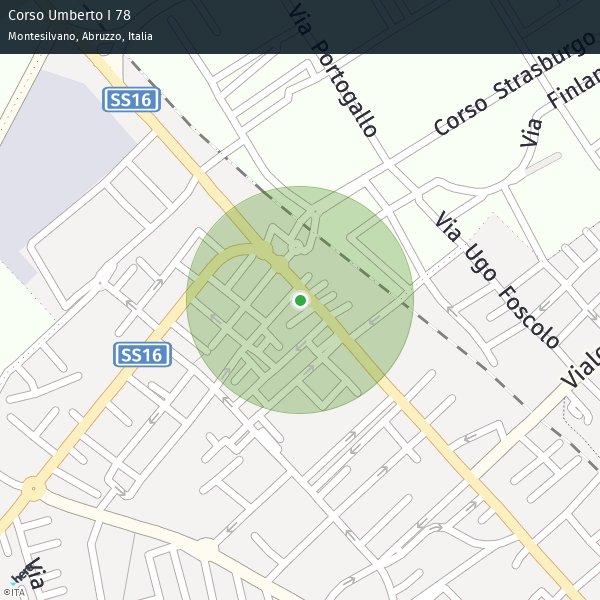 Corso Umberto I 78
Montesilvano, Abruzzo, Italia
Via Portogallo
Corso Strasburgo
SS16
Via Finlan
Via Ugo Foscolo
SS16
Viale
Via
here
©ITA